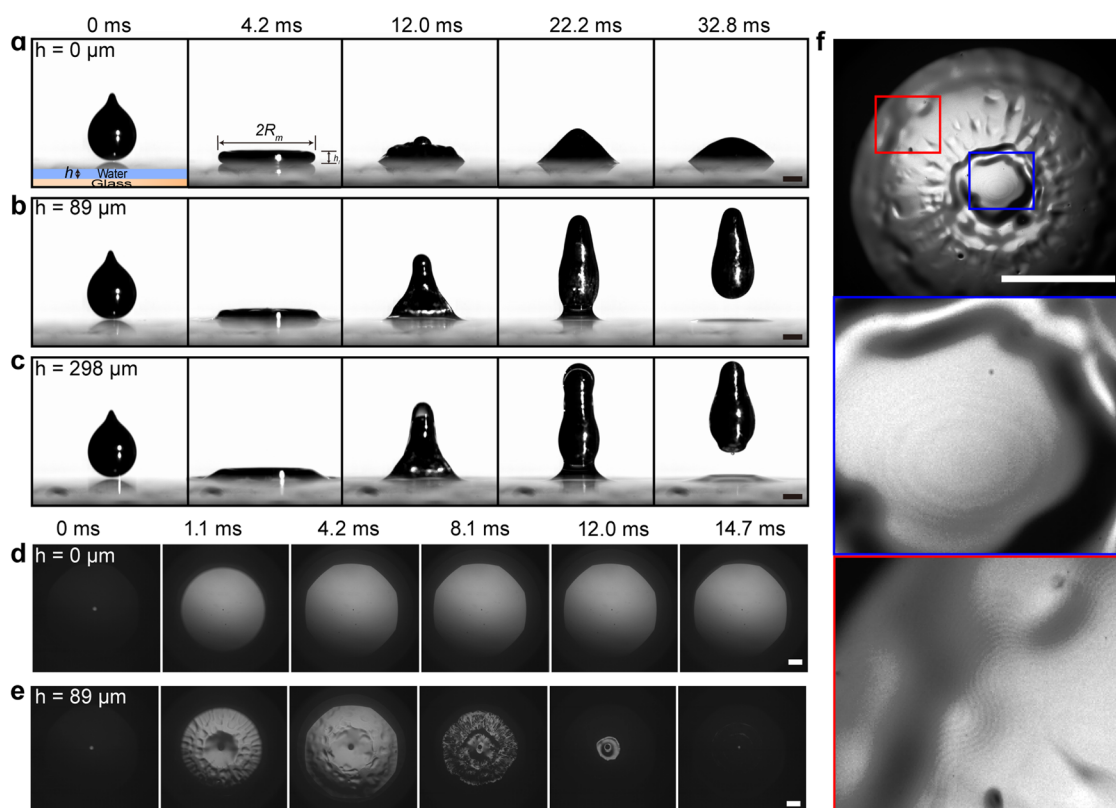 0 ms 4.2 ms 12.0 ms 22.2 ms 32.8 ms
a
h = 0 µm
2Rm
h
h Water
Glass
b
h = 89 µm
c
h = 298 µm
0 ms 1.1 ms 4.2 ms 8.1 ms 12.0 ms 14.7 ms
d
h = 0 µm
e
h = 89 µm
f